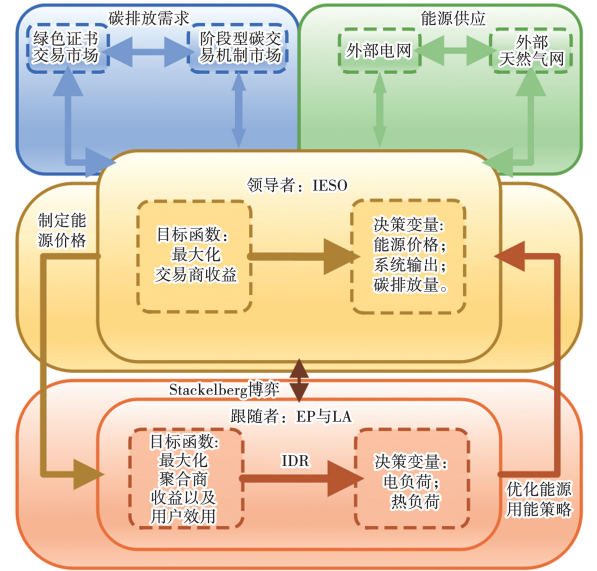 碳排放需求
绿色证书
交易市场
阶段型碳交
易机制市场
能源供应
外部电网
外部
天然气网
领导者：IESO
制定能
源价格
目标函数：
最大化
交易商收益
决策变量:
能源价格；
系统输出；
碳排放量。
Stackelberg博弈
跟随者：EP与LA
目标函数:
最大化
聚合商
收益以及
用户效用
IDR
决策变量：
电负荷；
热负荷
优化能源
用能策略